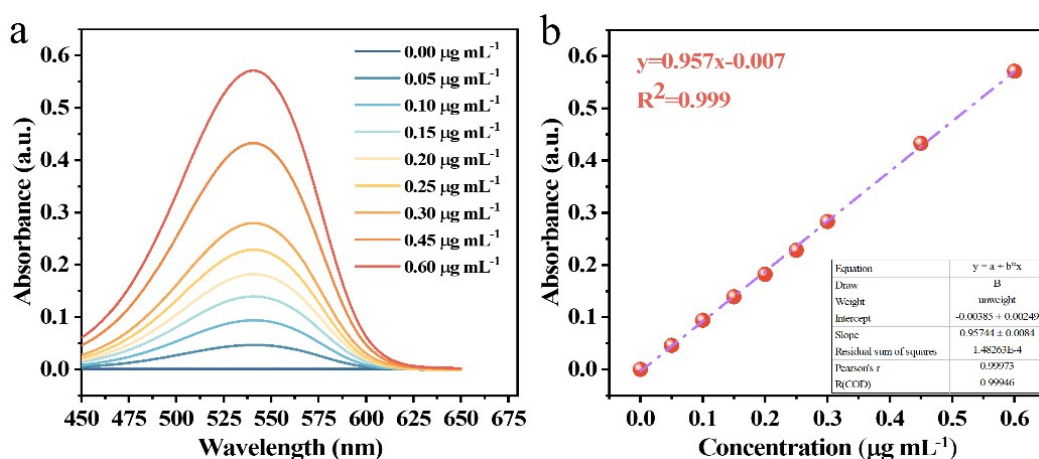 a
0.6
0.5
0.4
0.3
0.2
0.1
0.0
Absorbance (a.u.)
450 475 500 525 550 575 600 625 650 675
Wavelength (nm)
0.00 μg mL⁻¹
0.05 μg mL⁻¹
0.10 μg mL⁻¹
0.15 μg mL⁻¹
0.20 μg mL⁻¹
0.25 μg mL⁻¹
0.30 μg mL⁻¹
0.45 μg mL⁻¹
0.60 μg mL⁻¹
b
0.6
0.5
0.4
0.3
0.2
0.1
0.0
Absorbance (a.u.)
0.0 0.1 0.2 0.3 0.4 0.5 0.6
Concentration (μg mL⁻¹)
y=0.957x-0.007
R²=0.999
Equation y = a + b*x
Draw B
Weight unweight
Intercept -0.00385 ± 0.00249
Slope 0.95744 ± 0.0084
Residual sum of squares 1.48263E-4
Pearson's r 0.99973
R(COD) 0.99946